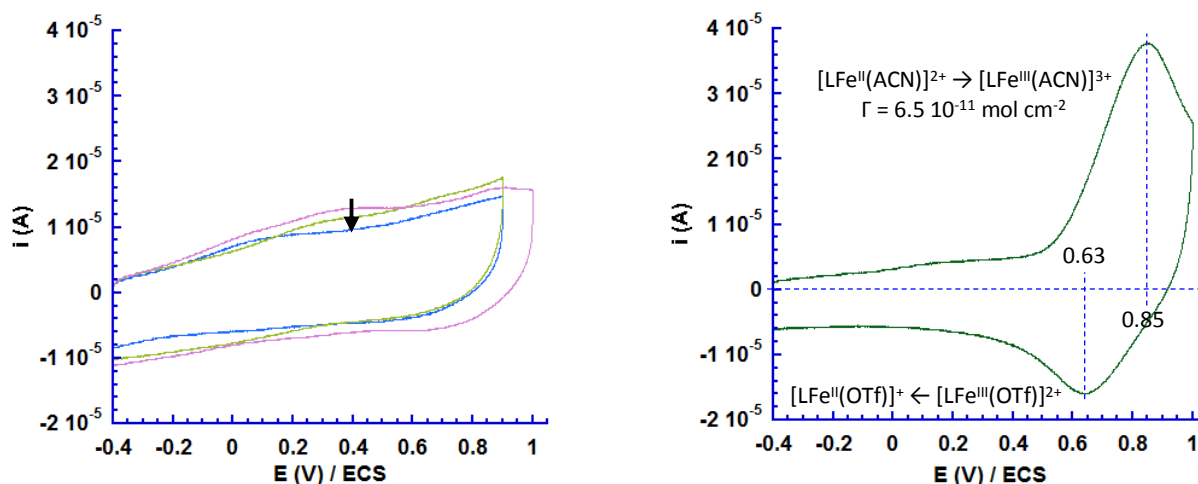 4 10⁻⁵
3 10⁻⁵
2 10⁻⁵
1 10⁻⁵
0
-1 10⁻⁵
-2 10⁻⁵
i (A)
-0.4 -0.2 0 0.2 0.4 0.6 0.8 1
E (V) / ECS
4 10⁻⁵
3 10⁻⁵
2 10⁻⁵
1 10⁻⁵
0
-1 10⁻⁵
-2 10⁻⁵
i (A)
[LFeᴵᴵ(ACN)]²⁺ → [LFeᴵᴵᴵ(ACN)]³⁺
Γ = 6.5 10⁻¹¹ mol cm⁻²
0.63
0.85
[LFeᴵᴵ(OTf)]⁺ ← [LFeᴵᴵᴵ(OTf)]²⁺
-0.4 -0.2 0 0.2 0.4 0.6 0.8 1
E (V) / ECS